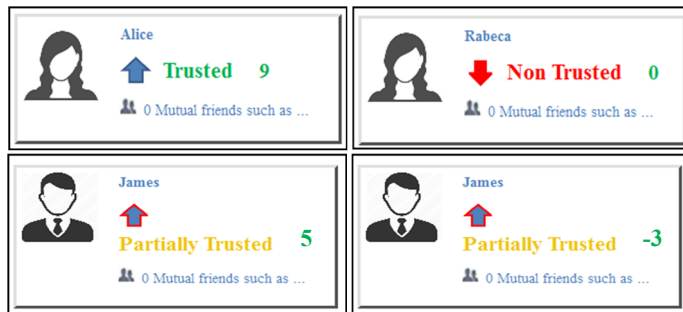 Alice
Trusted 9
0 Mutual friends such as ...
Rabeca
Non Trusted 0
0 Mutual friends such as ...
James
Partially Trusted 5
0 Mutual friends such as ...
James
Partially Trusted -3
0 Mutual friends such as ...